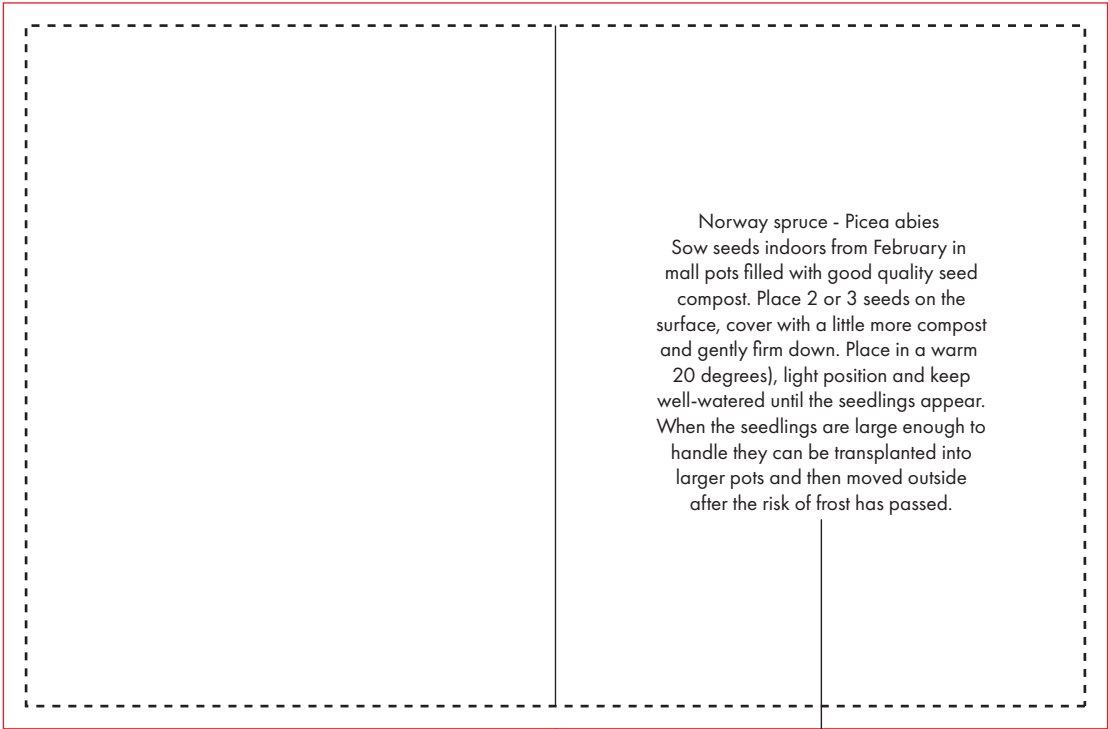 Norway spruce - Picea abies
Sow seeds indoors from February in
mall pots filled with good quality seed
compost. Place 2 or 3 seeds on the
surface, cover with a little more compost
and gently firm down. Place in a warm
20 degrees), light position and keep
well-watered until the seedlings appear.
When the seedlings are large enough to
handle they can be transplanted into
larger pots and then moved outside
after the risk of frost has passed.